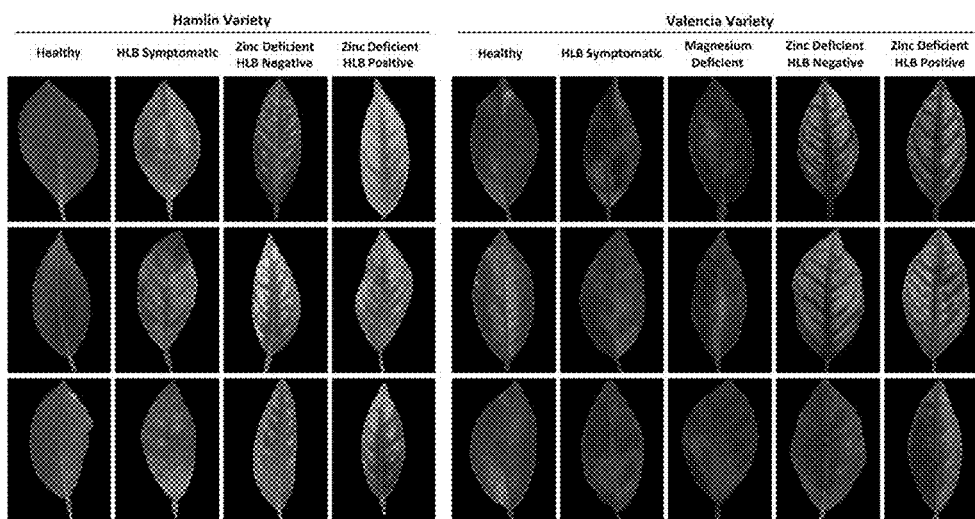 Hamlin Variety
Healthy
HLB Symptomatic
Zinc Deficient
HLB Negative
Zinc Deficient
HLB Positive
Valencia Variety
Healthy
HLB Symptomatic
Magnesium
Deficient
Zinc Deficient
HLB Negative
Zinc Deficient
HLB Positive